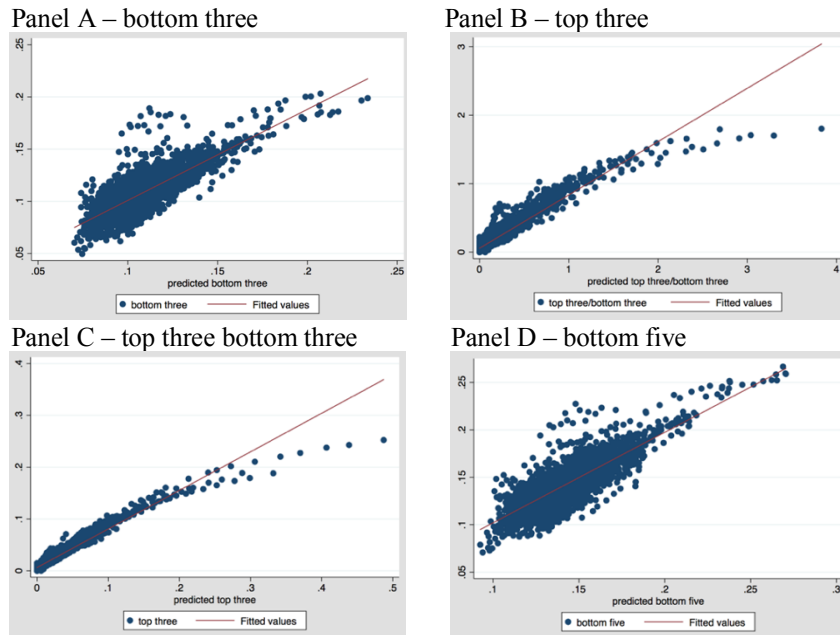 Panel A – bottom three
.25
.2
.15
.1
.05
.05 .1 .15 .2 .25
predicted bottom three
bottom three Fitted values
Panel B – top three
3
2
1
0
0 1 2 3 4
predicted top three/bottom three
top three/bottom three Fitted values
Panel C – top three bottom three
.4
.3
.2
.1
0
0 .1 .2 .3 .4 .5
predicted top three
top three Fitted values
Panel D – bottom five
.25
.2
.15
.1
.05
.1 .15 .2 .25 .3
predicted bottom five
bottom five Fitted values